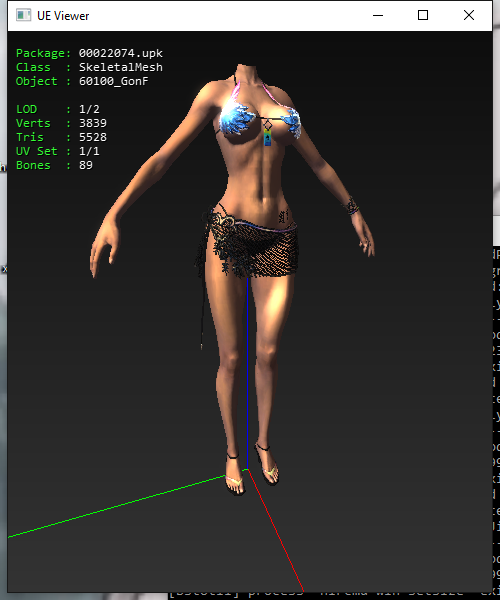 UE Viewer
Package: 00022074.upk
Class : SkeletalMesh
Object : 60100_GonF
LOD : 1/2
Verts : 3839
Tris : 5528
UV Set : 1/1
Bones : 89